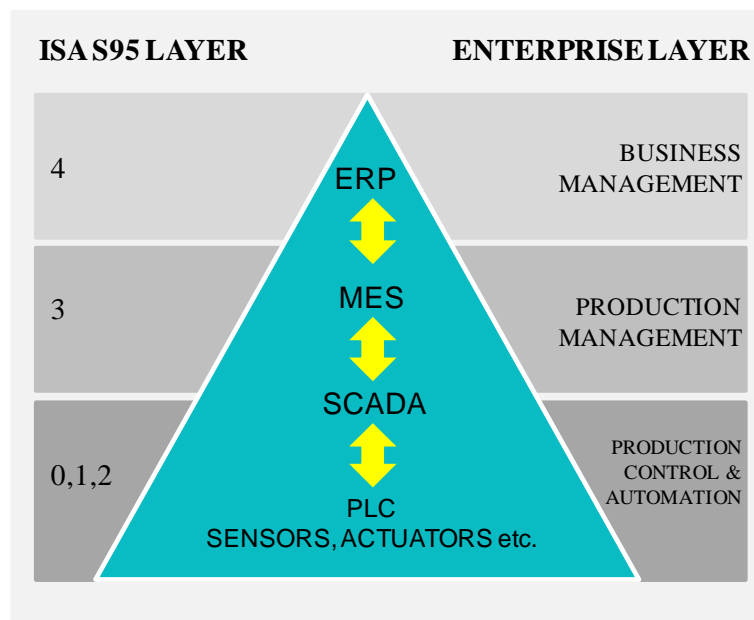 ISA S95 LAYER
ENTERPRISE LAYER
4
ERP
BUSINESS
MANAGEMENT
3
MES
PRODUCTION
MANAGEMENT
SCADA
0,1,2
PRODUCTION
CONTROL &
AUTOMATION
PLC
SENSORS, ACTUATORS etc.